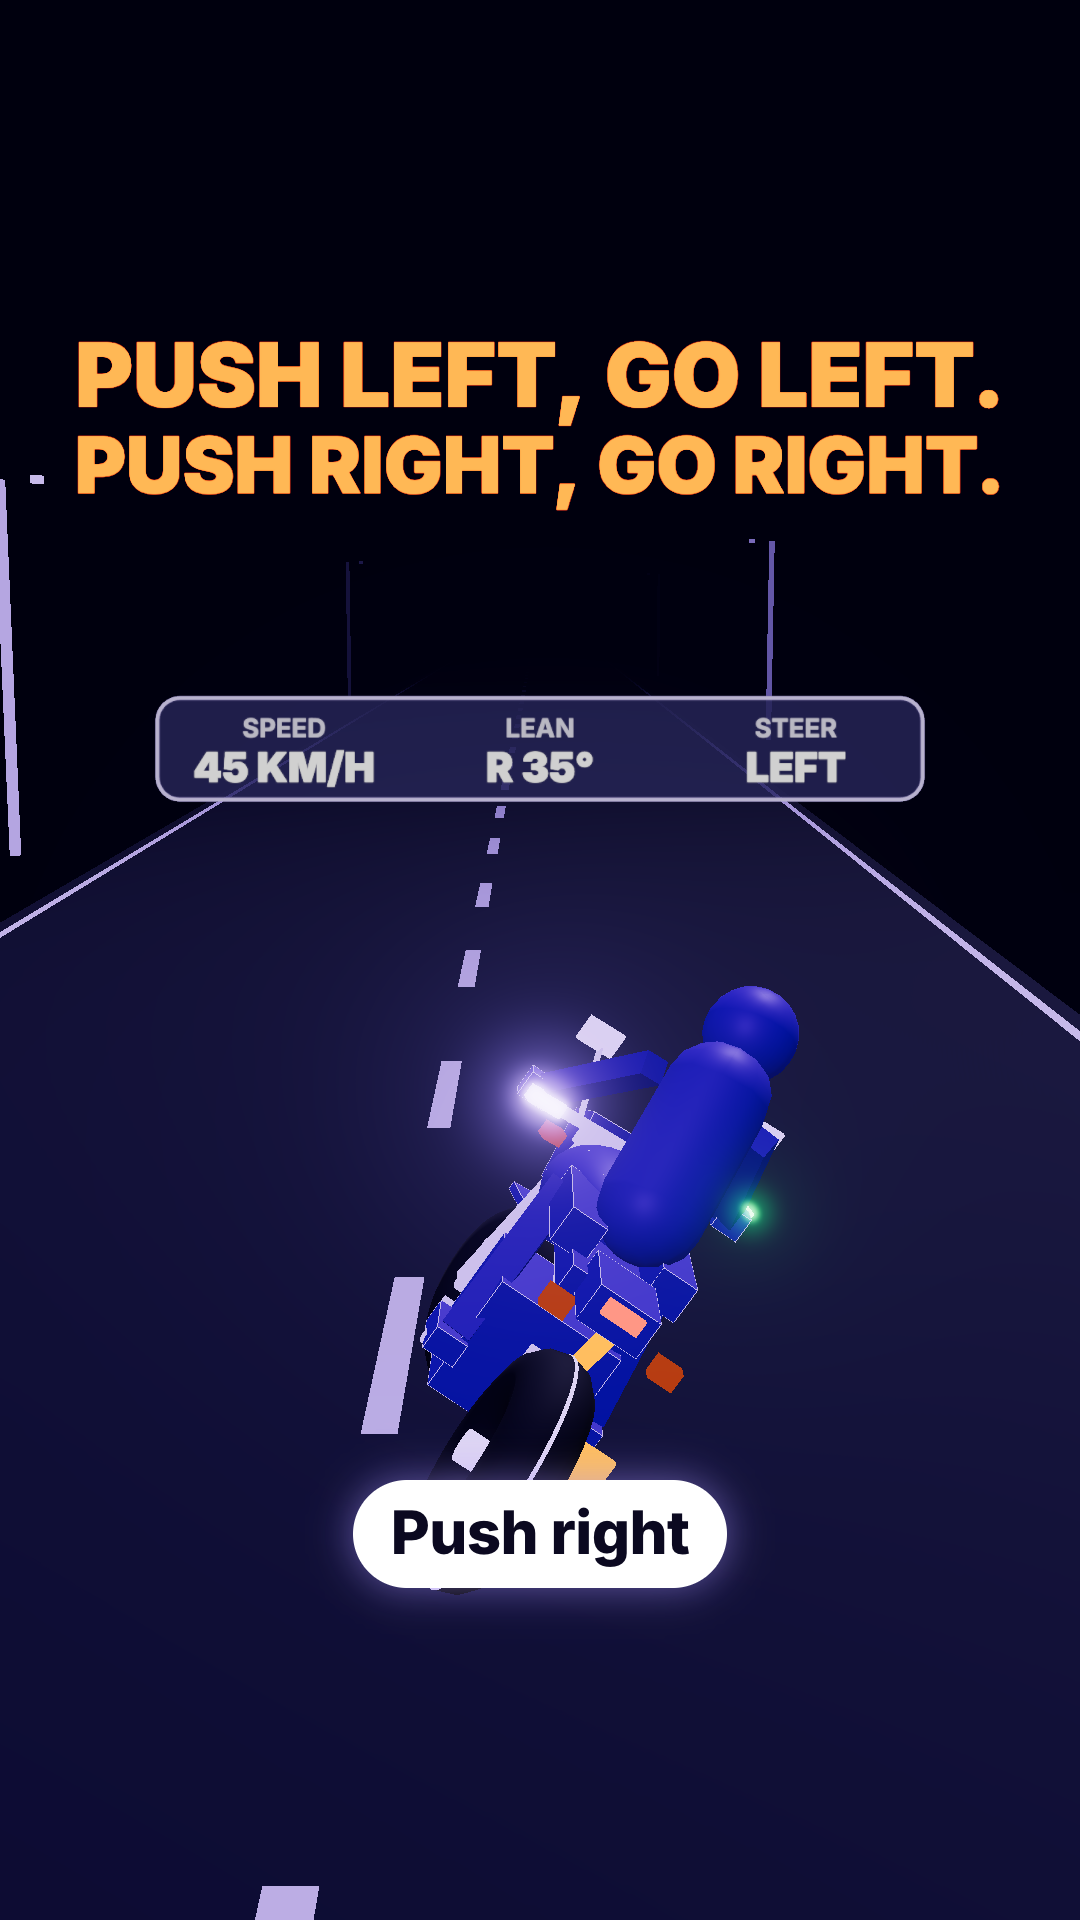 PUSH LEFT, GO LEFT.
PUSH RIGHT, GO RIGHT.
SPEED LEAN STEER
45 KM/H R 35° LEFT
Push right